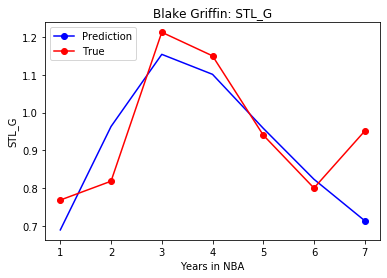 Blake Griffin: STL_G
Prediction
True
1.2
1.1
1.0
0.9
0.8
0.7
STL_G
1 2 3 4 5 6 7
Years in NBA